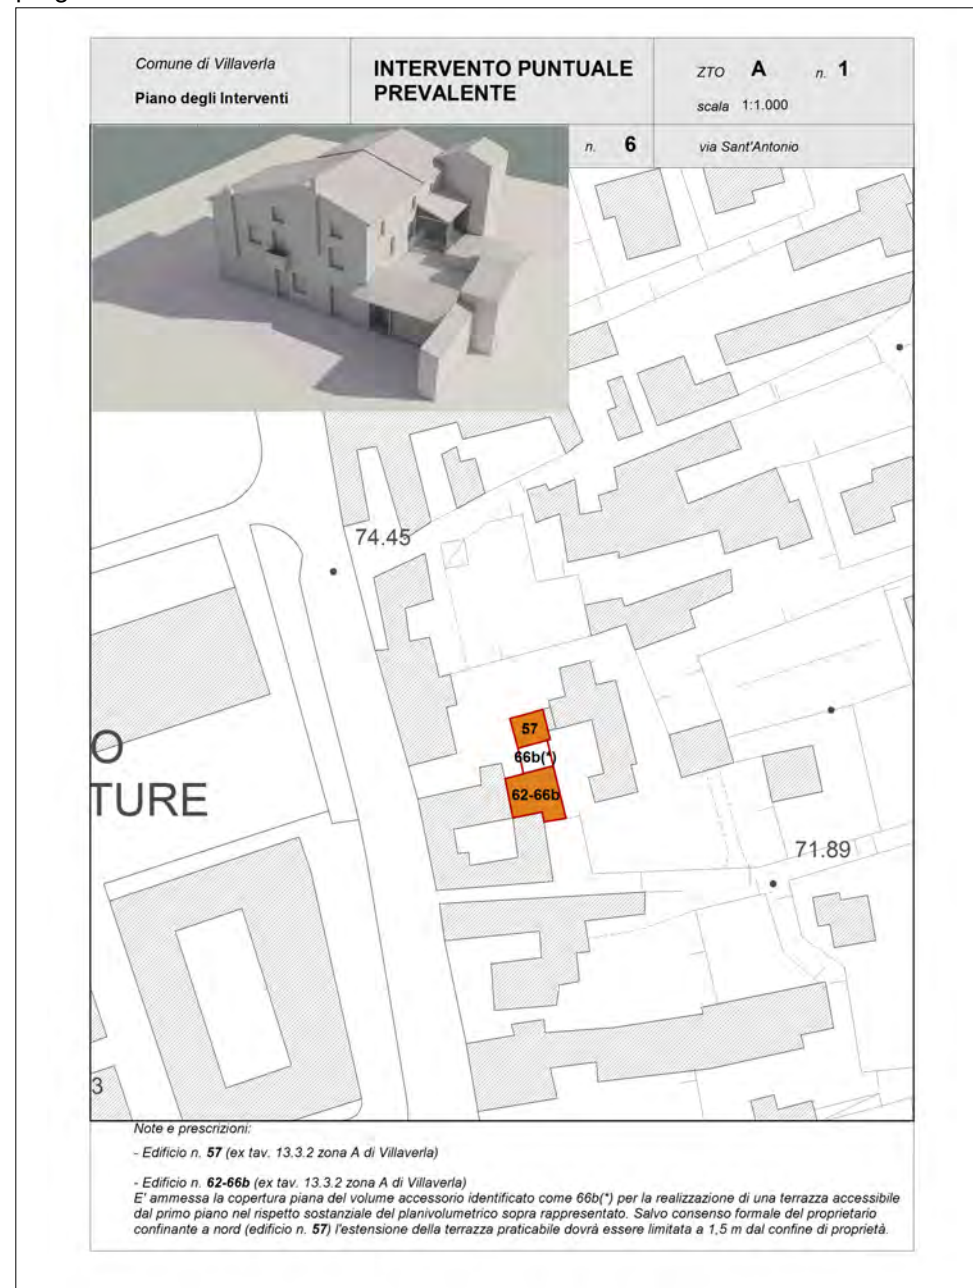 Comune di Villaverla
Piano degli Interventi
INTERVENTO PUNTUALE
PREVALENTE
ZTO A n. 1
scala 1:1.000
n. 6
via Sant'Antonio
74.45
57
66b(*)
62-66b
O
TURE
71.89
3
Note e prescrizioni:
- Edificio n. 57 (ex tav. 13.3.2 zona A di Villaverla)
- Edificio n. 62-66b (ex tav. 13.3.2 zona A di Villaverla)
E' ammessa la copertura piana del volume accessorio identificato come 66b(*) per la realizzazione di una terrazza accessibile
dal primo piano nel rispetto sostanziale del planivolumetrico sopra rappresentato. Salvo consenso formale del proprietario
confinante a nord (edificio n. 57) l'estensione della terrazza praticabile dovrà essere limitata a 1,5 m dal confine di proprietà.